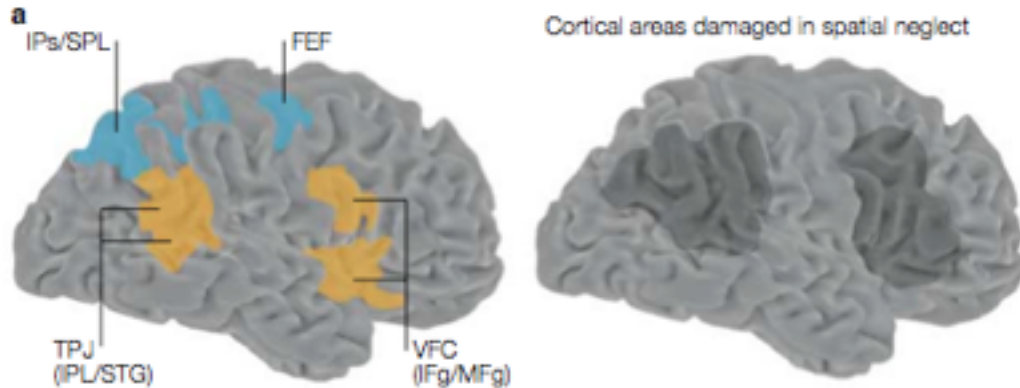 a
IPs/SPL
FEF
Cortical areas damaged in spatial neglect
TPJ
(IPL/STG)
VFC
(IFg/MFg)